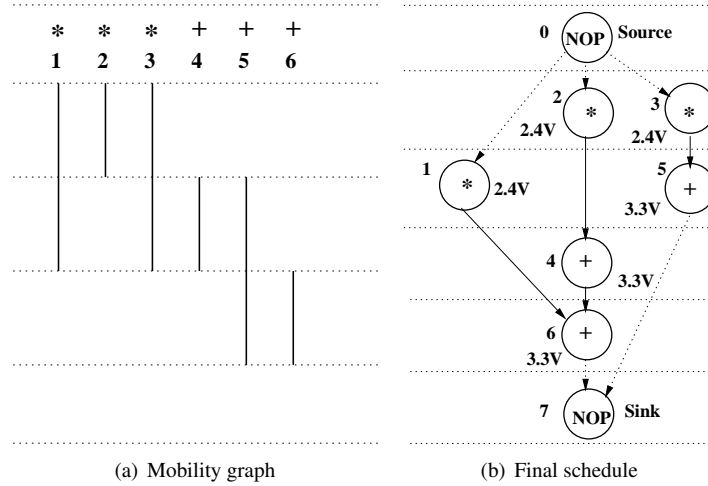 * * * + + +
1 2 3 4 5 6
0 NOP Source
2 * 2.4V
3 * 2.4V
1 * 2.4V
5 + 3.3V
4 + 3.3V
6 + 3.3V
7 NOP Sink
(a) Mobility graph
(b) Final schedule